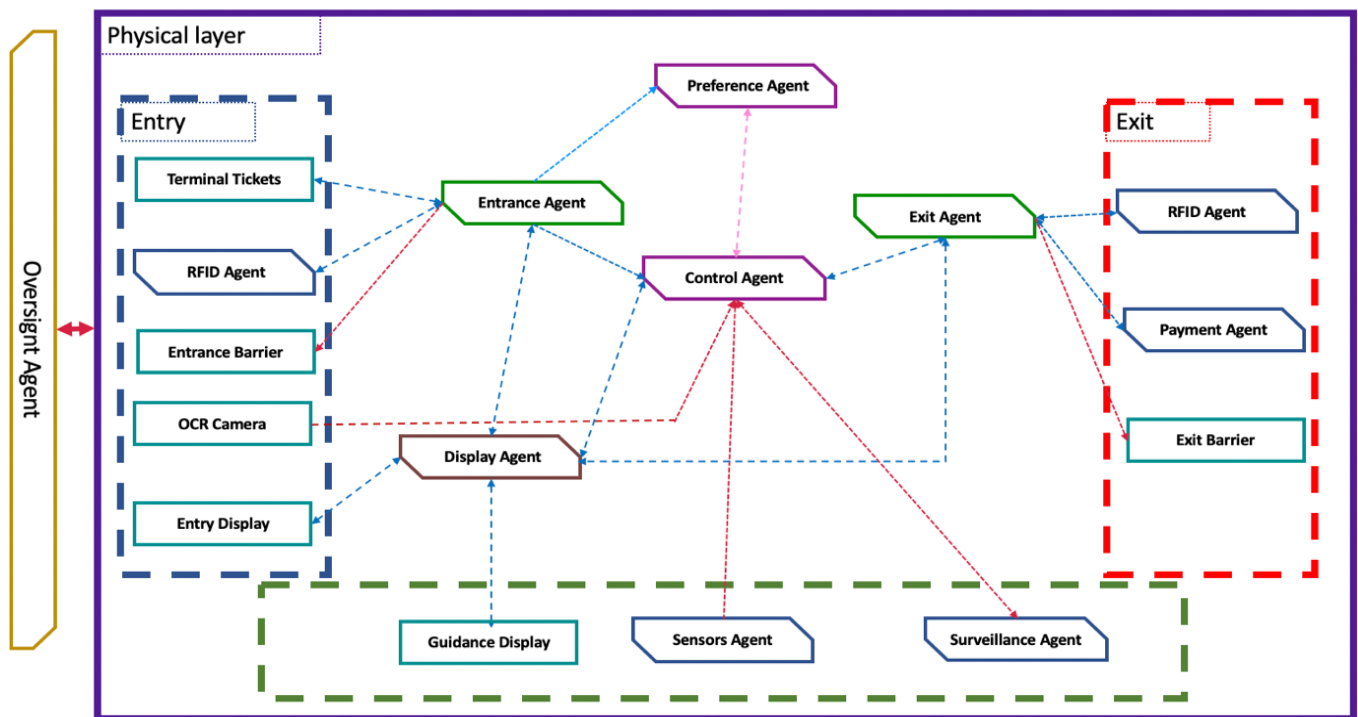 Physical layer
Preference Agent
Entry
Exit
Terminal Tickets
Entrance Agent
Exit Agent
RFID Agent
RFID Agent
Control Agent
Oversignt Agent
Entrance Barrier
Payment Agent
OCR Camera
Display Agent
Exit Barrier
Entry Display
Guidance Display
Sensors Agent
Surveillance Agent